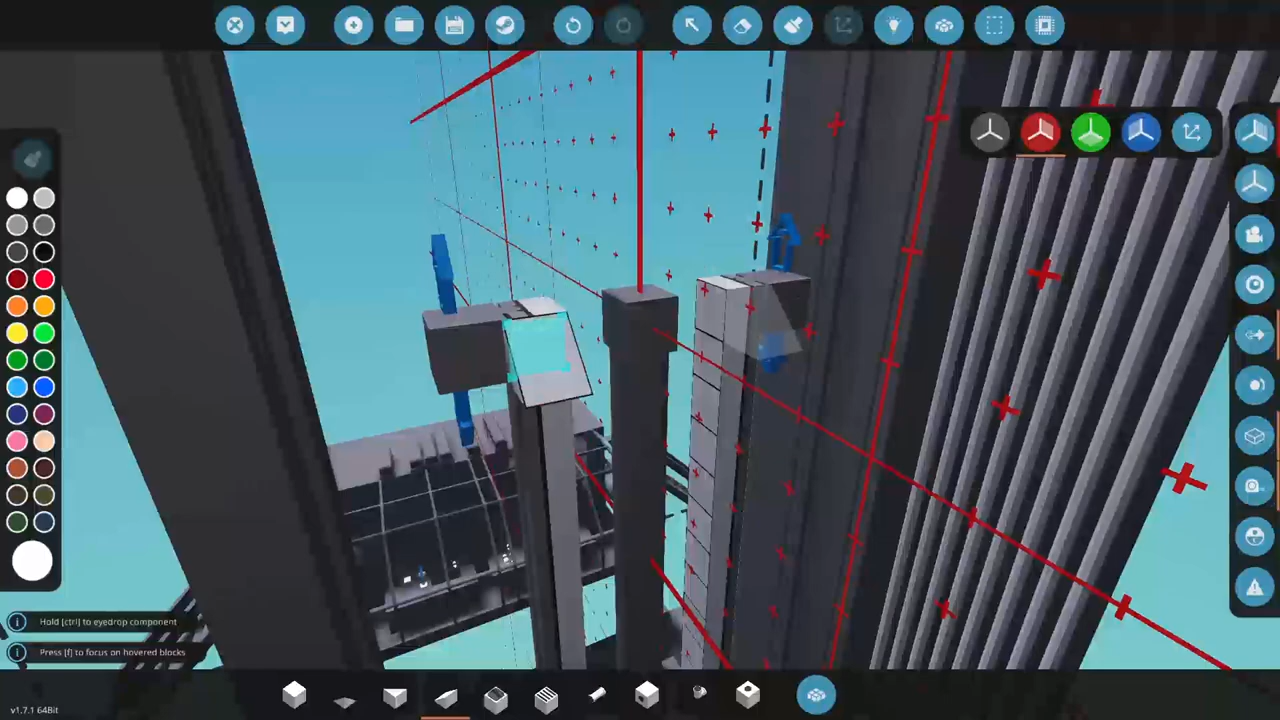 Hold [ctrl] to eyedrop component
Press [f] to focus on hovered blocks
v1.7.1 64Bit